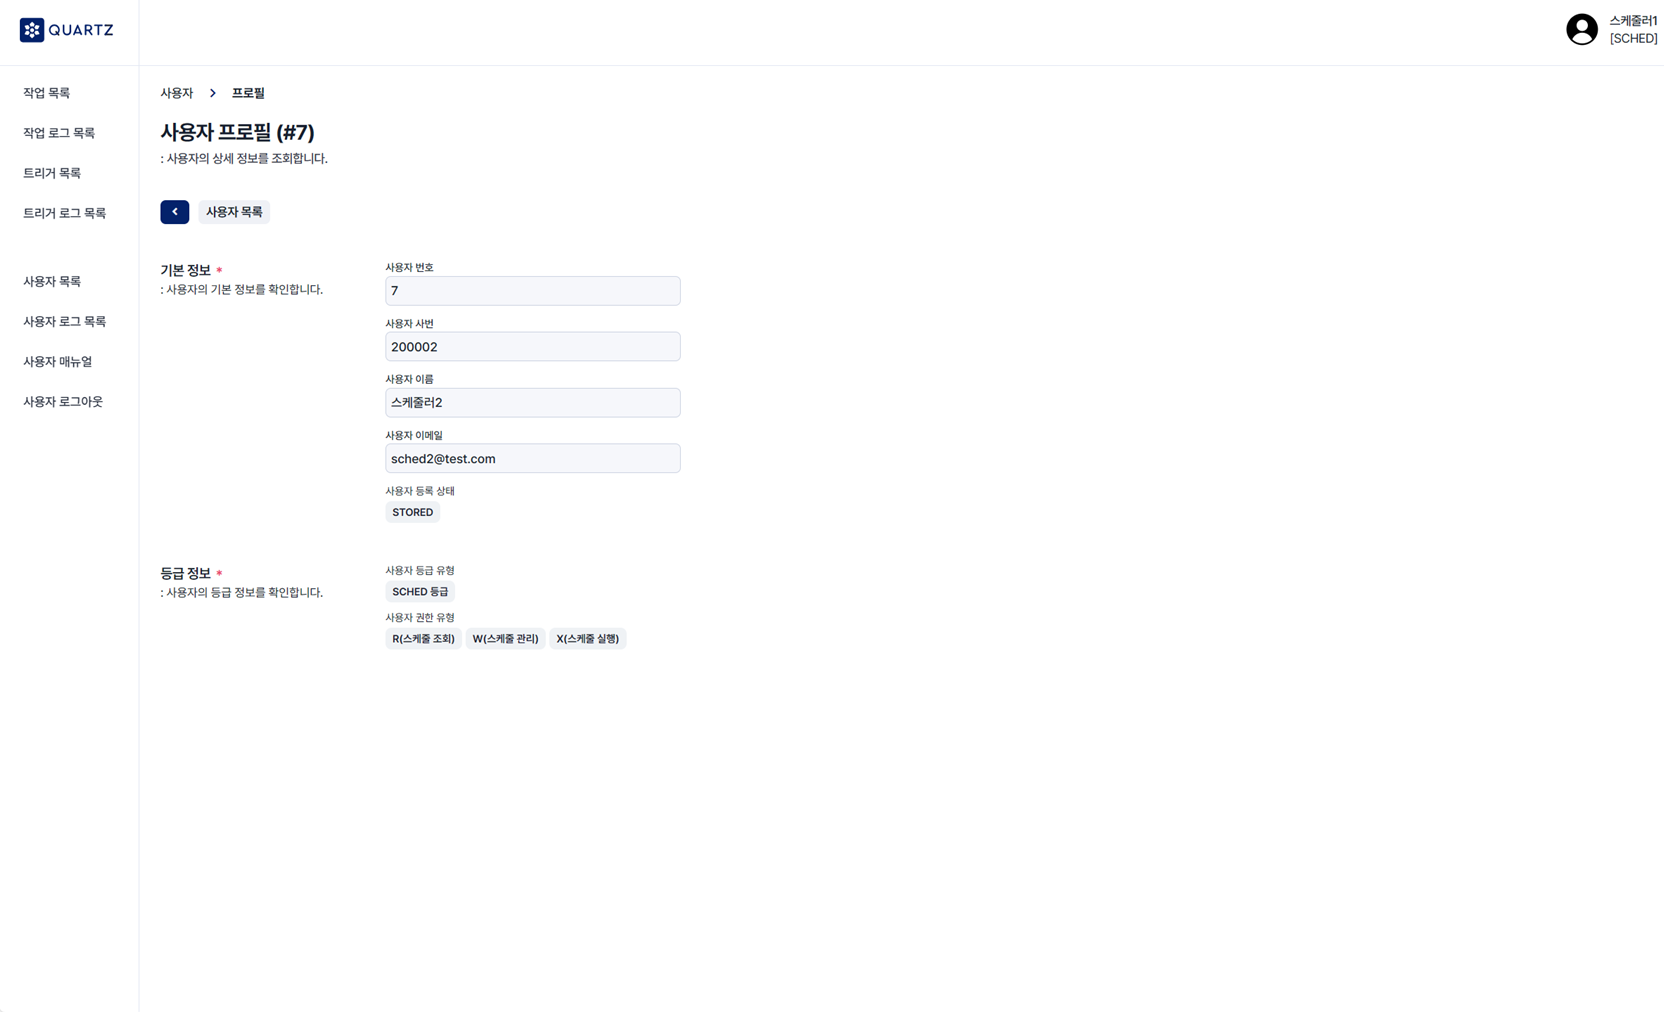 QUARTZ
스케줄러1
[SCHED]
작업 목록
작업 로그 목록
트리거 목록
트리거 로그 목록
사용자 목록
사용자 로그 목록
사용자 매뉴얼
사용자 로그아웃
사용자 > 프로필
사용자 프로필 (#7)
: 사용자의 상세 정보를 조회합니다.
사용자 목록
기본 정보 *
: 사용자의 기본 정보를 확인합니다.
사용자 번호
7
사용자 사번
200002
사용자 이름
스케줄러2
사용자 이메일
sched2@test.com
사용자 등록 상태
STORED
등급 정보 *
: 사용자의 등급 정보를 확인합니다.
사용자 등급 유형
SCHED 등급
사용자 권한 유형
R(스케줄 조회) W(스케줄 관리) X(스케줄 실행)